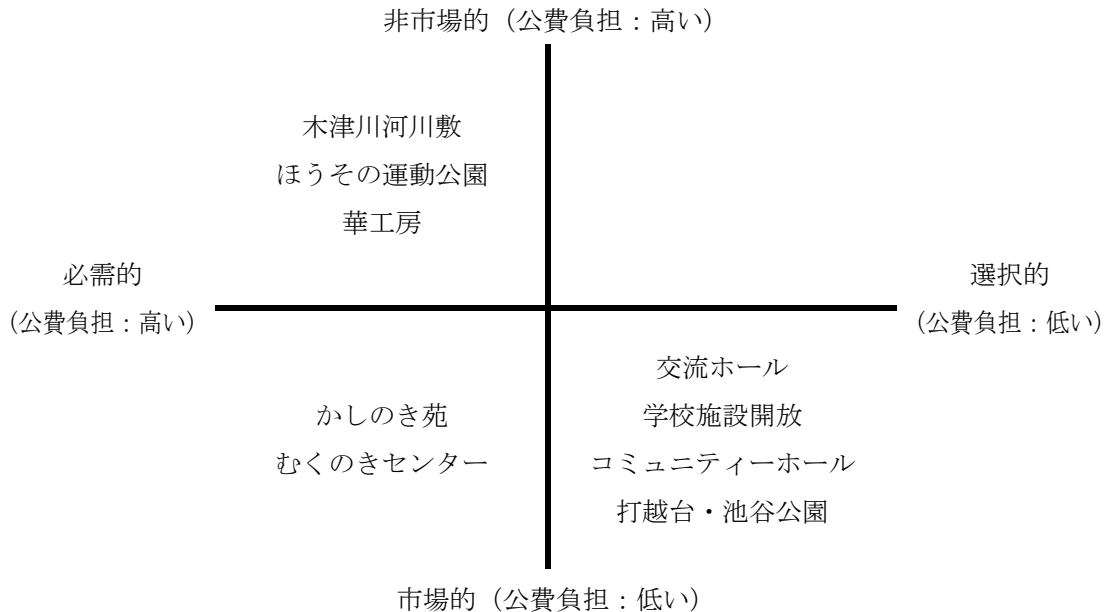 非市場的（公費負担：高い）
木津川河川敷
ほうその運動公園
華工房
必需的
（公費負担：高い）
選択的
（公費負担：低い）
かしのき苑
むくのきセンター
交流ホール
学校施設開放
コミュニティーホール
打越台・池谷公園
市場的（公費負担：低い）